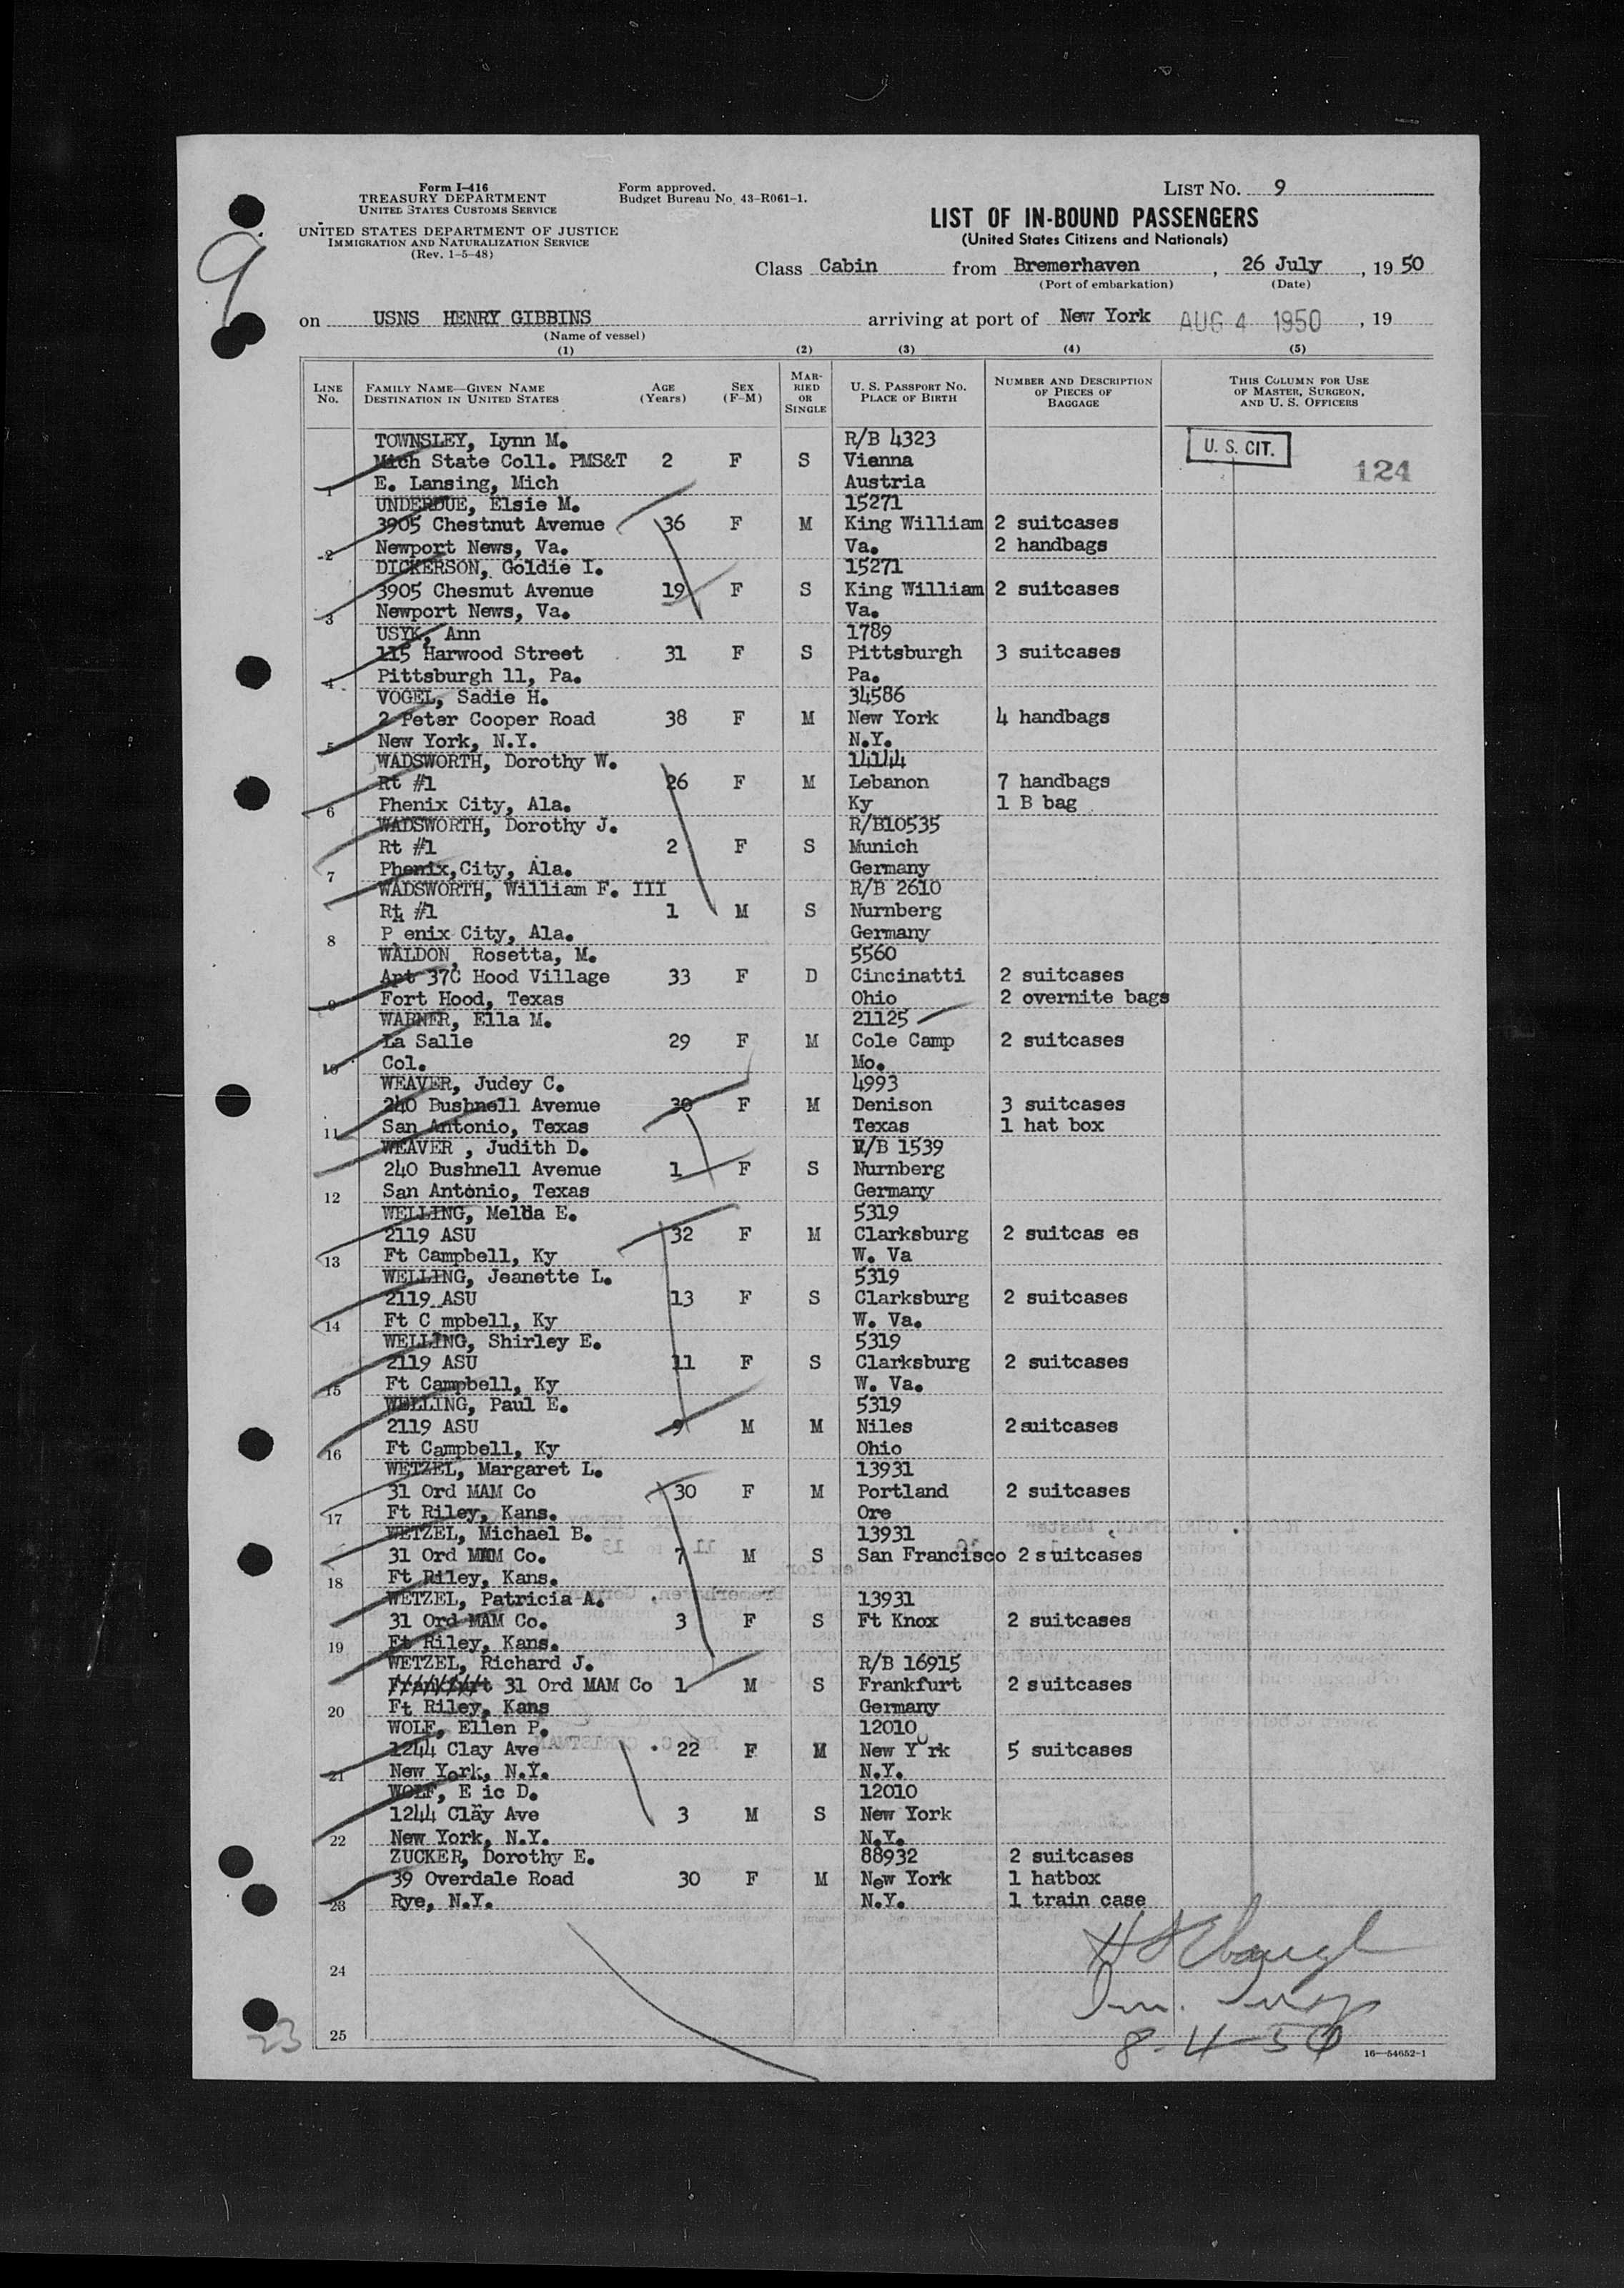 Form I-416
TREASURY DEPARTMENT
UNITED STATES CUSTOMS SERVICE
UNITED STATES DEPARTMENT OF JUSTICE
IMMIGRATION AND NATURALIZATION SERVICE
(Rev. 1-5-48)
Form approved.
Budget Bureau No. 43-R061-1.
LIST NO. 9
LIST OF IN-BOUND PASSENGERS
(United States Citizens and Nationals)
9
Class Cabin from Bremerhaven, 26 July, 19 50
(Port of embarkation) (Date)
on USNS HENRY GIBBINS arriving at port of New York AUG 4 1950, 19
(Name of vessel)
(1) (2) (3) (4) (5)
LINE No. FAMILY NAME—GIVEN NAME DESTINATION IN UNITED STATES AGE (Years) SEX (F-M) MARRIED OR SINGLE U. S. PASSPORT NO. PLACE OF BIRTH NUMBER AND DESCRIPTION OF PIECES OF BAGGAGE THIS COLUMN FOR USE OF MASTER, SURGEON, AND U. S. OFFICERS
TOWNSLEY, Lynn M. R/B 4323 U. S. CIT.
Mich State Coll. PMS&T 2 F S Vienna 124
1 E. Lansing, Mich Austria
UNDERDUE, Elsie M. 15271
3905 Chestnut Avenue 36 F M King William 2 suitcases
2 Newport News, Va. Va. 2 handbags
DICKERSON, Goldie I. 15271
3905 Chesnut Avenue 19 F S King William 2 suitcases
3 Newport News, Va. Va.
USYK, Ann 1789
115 Harwood Street 31 F S Pittsburgh 3 suitcases
4 Pittsburgh 11, Pa. Pa.
VOGEL, Sadie H. 34586
2 Peter Cooper Road 38 F M New York 4 handbags
5 New York, N.Y. N.Y.
WADSWORTH, Dorothy W. 14144
Rt #1 26 F M Lebanon 7 handbags
6 Phenix City, Ala. Ky 1 B bag
WADSWORTH, Dorothy J. R/B10535
Rt #1 2 F S Munich
7 Phenix,City, Ala. Germany
WADSWORTH, William F. III R/B 2610
Rt #1 1 M S Nurnberg
8 Phenix City, Ala. Germany
WALDON, Rosetta, M. 5560
Apt 37C Hood Village 33 F D Cincinatti 2 suitcases
9 Fort Hood, Texas Ohio 2 overnite bags
WARNER, Ella M. 21125
La Salle 29 F M Cole Camp 2 suitcases
10 Col. Mo.
WEAVER, Judey C. 4993
240 Bushnell Avenue 30 F M Denison 3 suitcases
11 San Antonio, Texas Texas 1 hat box
WEAVER , Judith D. R/B 1539
240 Bushnell Avenue 1 F S Nurnberg
12 San Antonio, Texas Germany
WELLING, Melda E. 5319
2119 ASU 32 F M Clarksburg 2 suitcas es
13 Ft Campbell, Ky W. Va
WELLING, Jeanette L. 5319
2119 ASU 13 F S Clarksburg 2 suitcases
14 Ft C mpbell, Ky W. Va.
WELLING, Shirley E. 5319
2119 ASU 11 F S Clarksburg 2 suitcases
15 Ft Campbell, Ky W. Va.
WELLING, Paul E. 5319
2119 ASU 9 M M Niles 2 suitcases
16 Ft Campbell, Ky Ohio
WETZEL, Margaret L. 13931
31 Ord MAM Co 30 F M Portland 2 suitcases
17 Ft Riley, Kans. Ore
WETZEL, Michael B. 13931
31 Ord MAM Co. 7 M S San Francisco 2 suitcases
18 Ft Riley, Kans.
WETZEL, Patricia A. 13931
31 Ord MAM Co. 3 F S Ft Knox 2 suitcases
19 Ft Riley, Kans.
WETZEL, Richard J. R/B 16915
Frankfurt 31 Ord MAM Co 1 M S Frankfurt 2 suitcases
20 Ft Riley, Kans Germany
WOLF, Ellen P. 12010
1244 Clay Ave 22 F M New York 5 suitcases
21 New York, N.Y. N.Y.
WOLF, E ic D. 12010
1244 Clay Ave 3 M S New York
22 New York, N.Y. N.Y.
ZUCKER, Dorothy E. 88932 2 suitcases
39 Overdale Road 30 F M New York 1 hatbox
23 Rye, N.Y. N.Y. 1 train case
24
25
23
8-4-50
16—54652-1